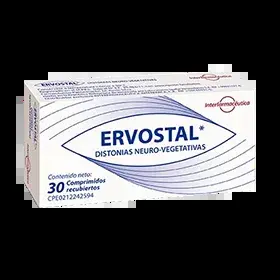 Interfarmacéutica
ERVOSTAL*
DISTONIAS NEURO-VEGETATIVAS
Contenido neto:
30 Comprimidos
recubiertos
CPE0212242594